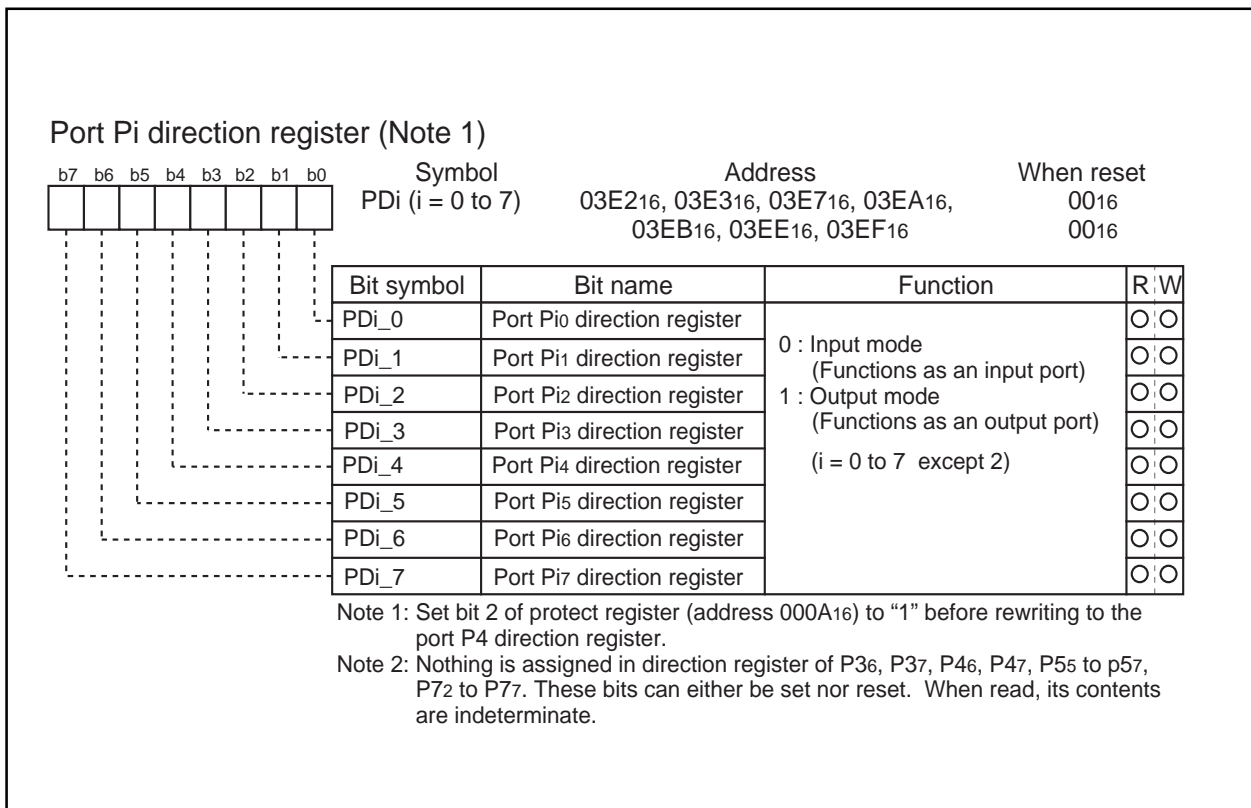 Port Pi direction register (Note 1)
b7 b6 b5 b4 b3 b2 b1 b0
Symbol Address When reset
PDi (i = 0 to 7) 03E216, 03E316, 03E716, 03EA16, 0016
03EB16, 03EE16, 03EF16 0016
Bit symbol Bit name Function R W
PDi_0 Port Pi0 direction register
PDi_1 Port Pi1 direction register
PDi_2 Port Pi2 direction register
PDi_3 Port Pi3 direction register
PDi_4 Port Pi4 direction register
PDi_5 Port Pi5 direction register
PDi_6 Port Pi6 direction register
PDi_7 Port Pi7 direction register
0 : Input mode
(Functions as an input port)
1 : Output mode
(Functions as an output port)
(i = 0 to 7 except 2)
Note 1: Set bit 2 of protect register (address 000A16) to “1” before rewriting to the
port P4 direction register.
Note 2: Nothing is assigned in direction register of P36, P37, P46, P47, P55 to p57,
P72 to P77. These bits can either be set nor reset. When read, its contents
are indeterminate.